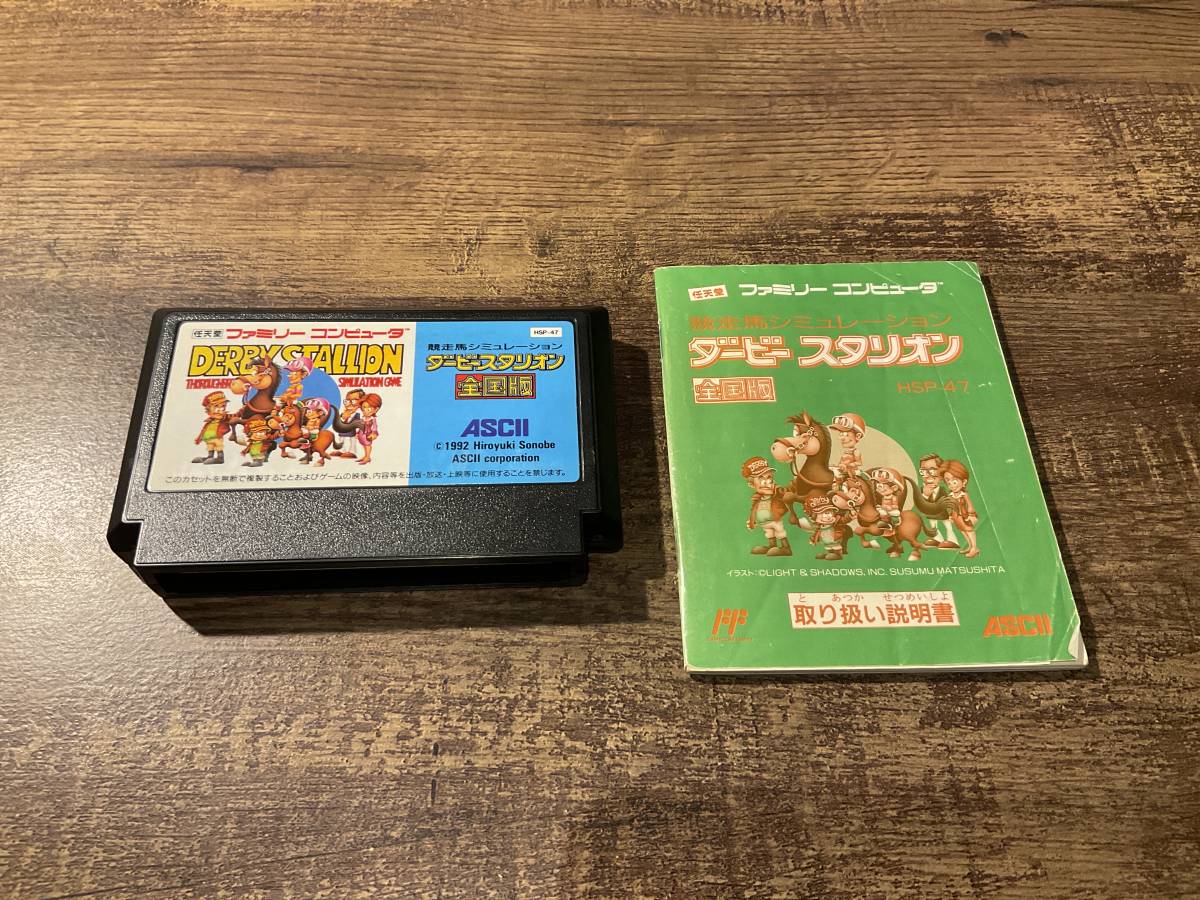 任天堂 ファミリー コンピュータ™
DERBY STALLION
THOROUGHBR
SIMULATION GAME
HSP-47
競走馬シミュレーション
ダービースタリオン
全国版
ASCII
©1992 Hiroyuki Sonobe
ASCII corporation
このカセットを無断で複製することおよびゲームの映像、内容等を出版・放送・上映等に使用することを禁じます。
任天堂 ファミリー コンピュータ™
競走馬シミュレーション
ダービー スタリオン
全国版
HSP-47
DERBY
Derby
イラスト:©LIGHT & SHADOWS, INC. SUSUMU MATSUSHITA
と あつか せつめいしよ
取り扱い説明書
ASCII